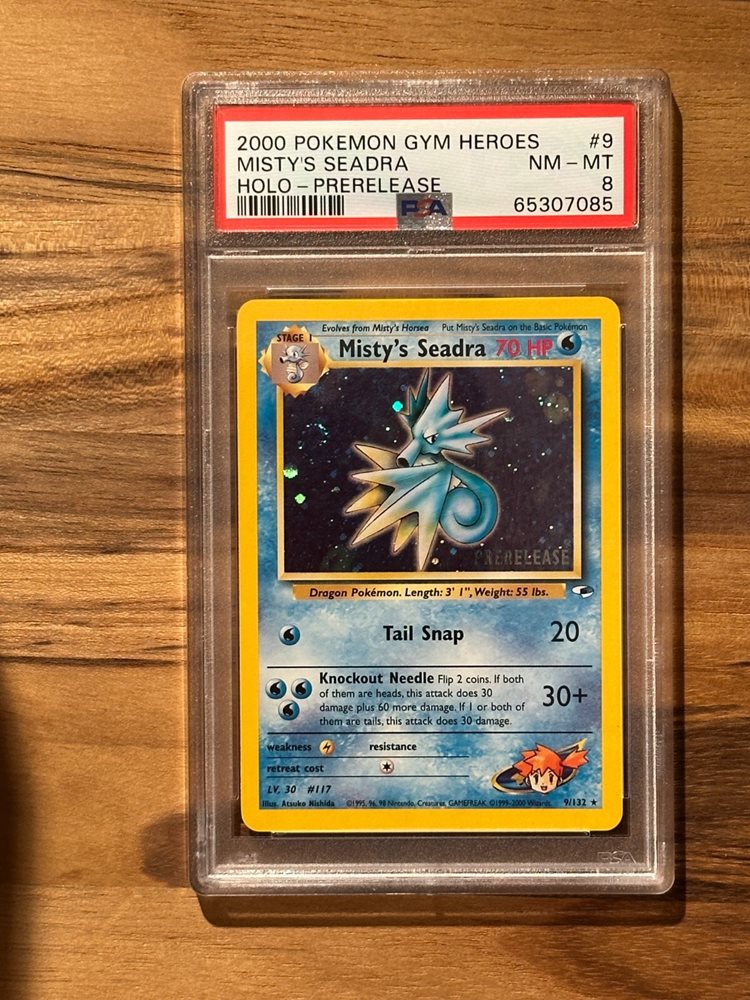 2000 POKEMON GYM HEROES #9
MISTY'S SEADRA NM - MT
HOLO - PRERELEASE 8
PSA 65307085
Evolves from Misty's Horsea Put Misty's Seadra on the Basic Pokémon
STAGE 1
Misty's Seadra 70 HP
PRERELEASE
Dragon Pokémon. Length: 3' 1", Weight: 55 lbs.
Tail Snap 20
Knockout Needle Flip 2 coins. If both
of them are heads, this attack does 30
damage plus 60 more damage. If 1 or both of
them are tails, this attack does 30 damage.
30+
weakness resistance
retreat cost
LV. 30 #117
Illus. Atsuko Nishida ©1995, 96, 98 Nintendo, Creatures, GAMEFREAK. ©1999-2000 Wizards. 9/132 ★
PSA